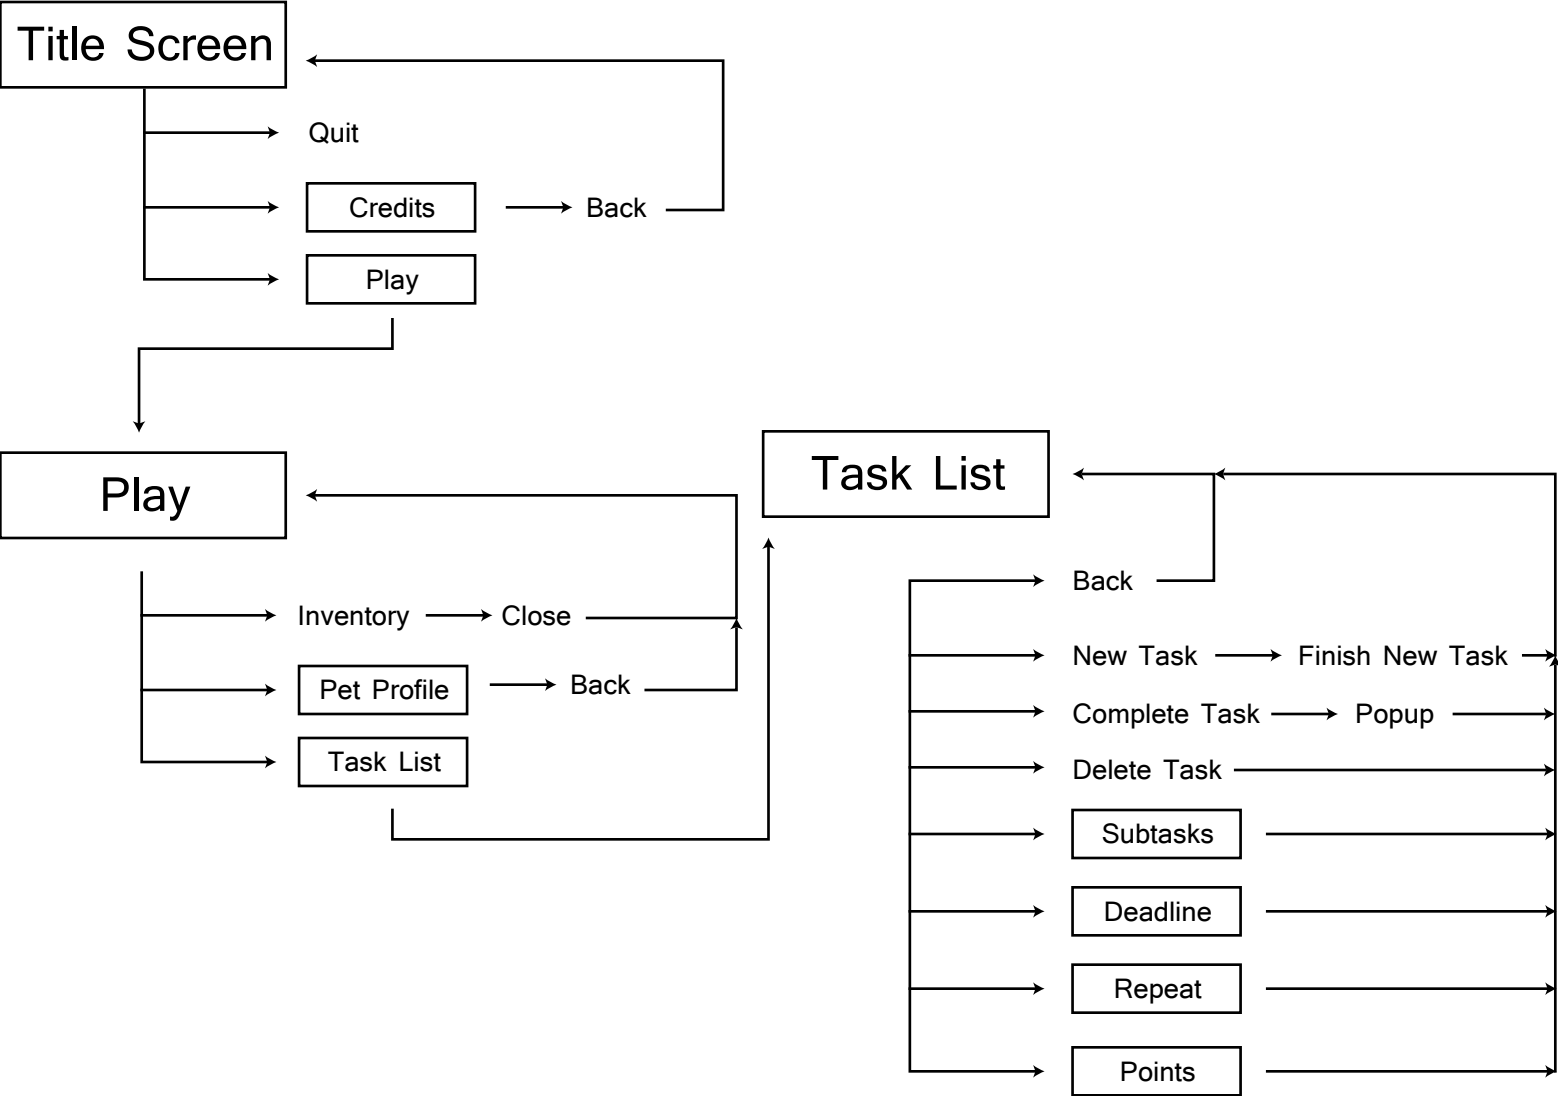 Title Screen
Quit
Credits
Back
Play
Play
Inventory
Close
Pet Profile
Back
Task List
Task List
Back
New Task
Finish New Task
Complete Task
Popup
Delete Task
Subtasks
Deadline
Repeat
Points